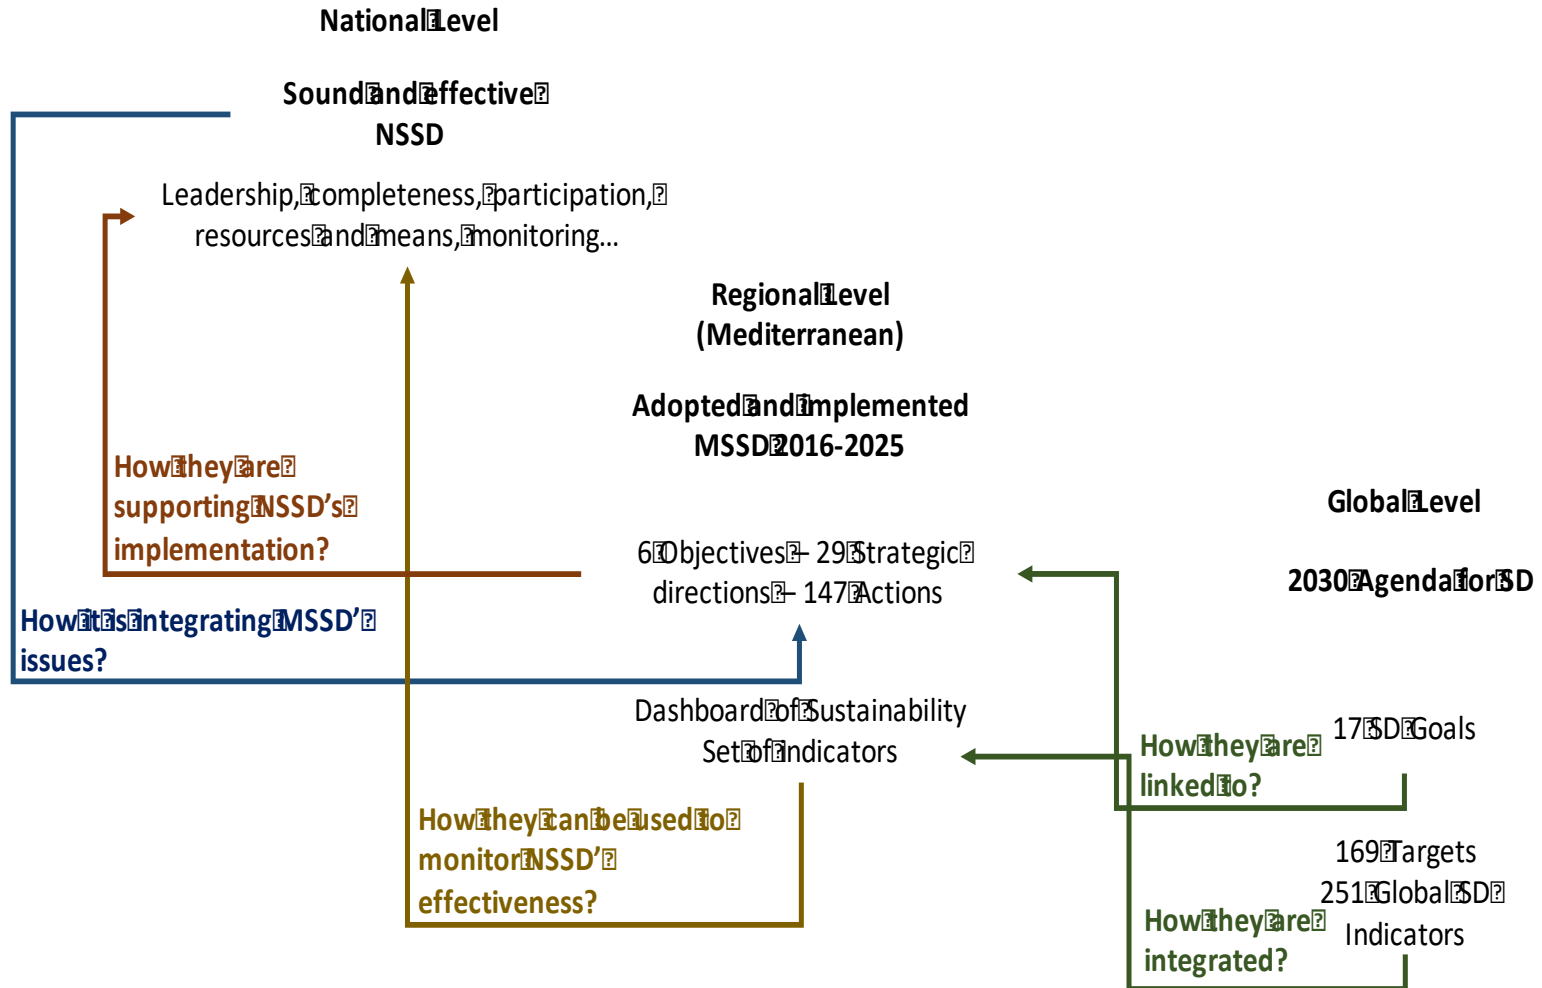 National Level
Sound and effective
NSSD
Leadership, completeness, participation,
resources and means, monitoring...
Regional Level
(Mediterranean)
Adopted and implemented
MSSD 2016-2025
How they are
supporting NSSD's
implementation?
Global Level
6 Objectives – 29 Strategic
directions – 147 Actions
2030 Agenda for SD
How it is integrating MSSD'
issues?
Dashboard of Sustainability
Set of indicators
How they are
linked to?
17 SD Goals
How they can be used to
monitor NSSD'
effectiveness?
169 Targets
251 Global SD
Indicators
How they are
integrated?